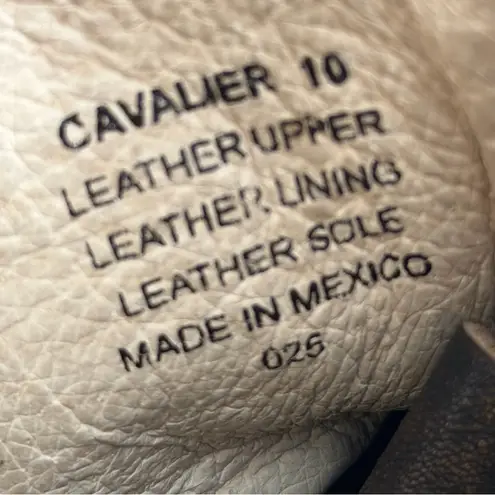 CAVALIER 10
LEATHER UPPER
LEATHER LINING
LEATHER SOLE
MADE IN MEXICO
025